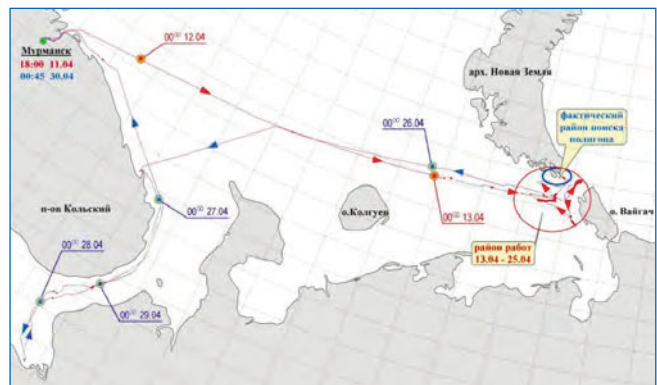 Мурманск
18:00 11.04
00:45 30.04
00⁰⁰ 12.04
арх. Новая Земля
фактический
район поиска
полигона
00⁰⁰ 26.04
п-ов Кольский
00⁰⁰ 27.04
о.Колгуев
00⁰⁰ 13.04
о. Вайгач
район работ
13.04 - 25.04
00⁰⁰ 28.04
00⁰⁰ 29.04